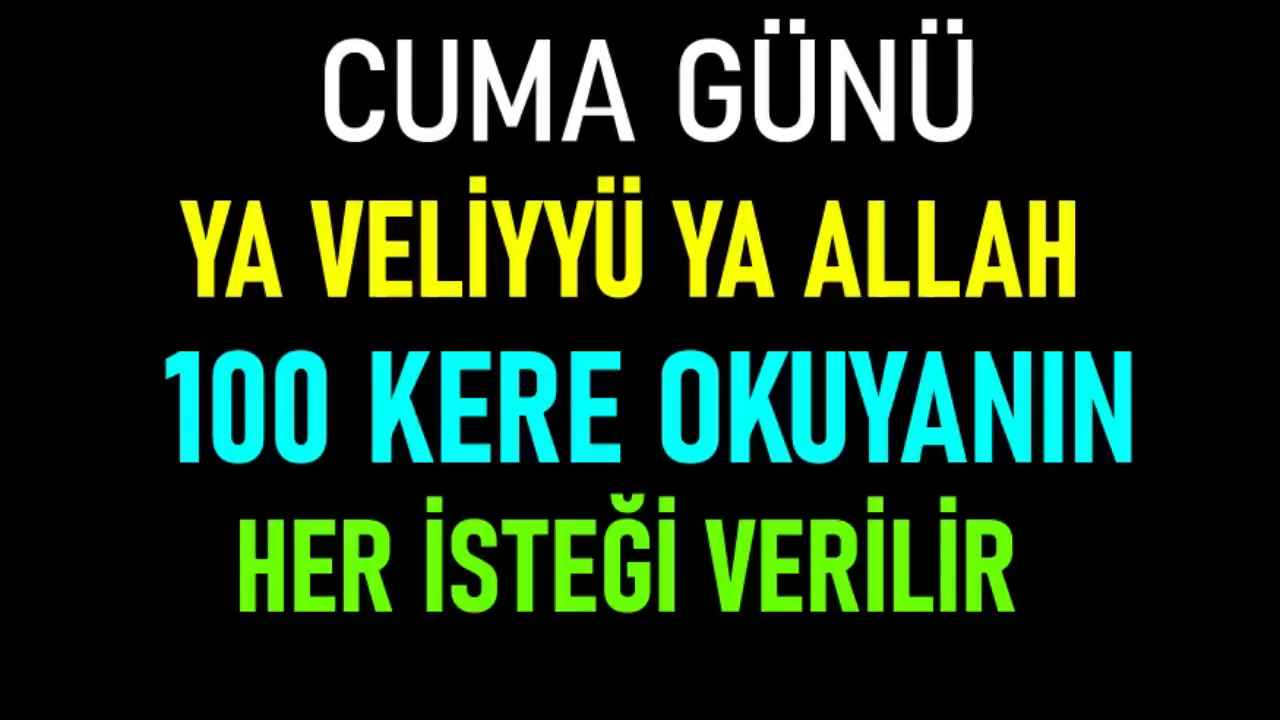 CUMA GÜNÜ
YA VELİYYÜ YA ALLAH
100 KERE OKUYANIN
HER İSTEĞİ VERİLİR